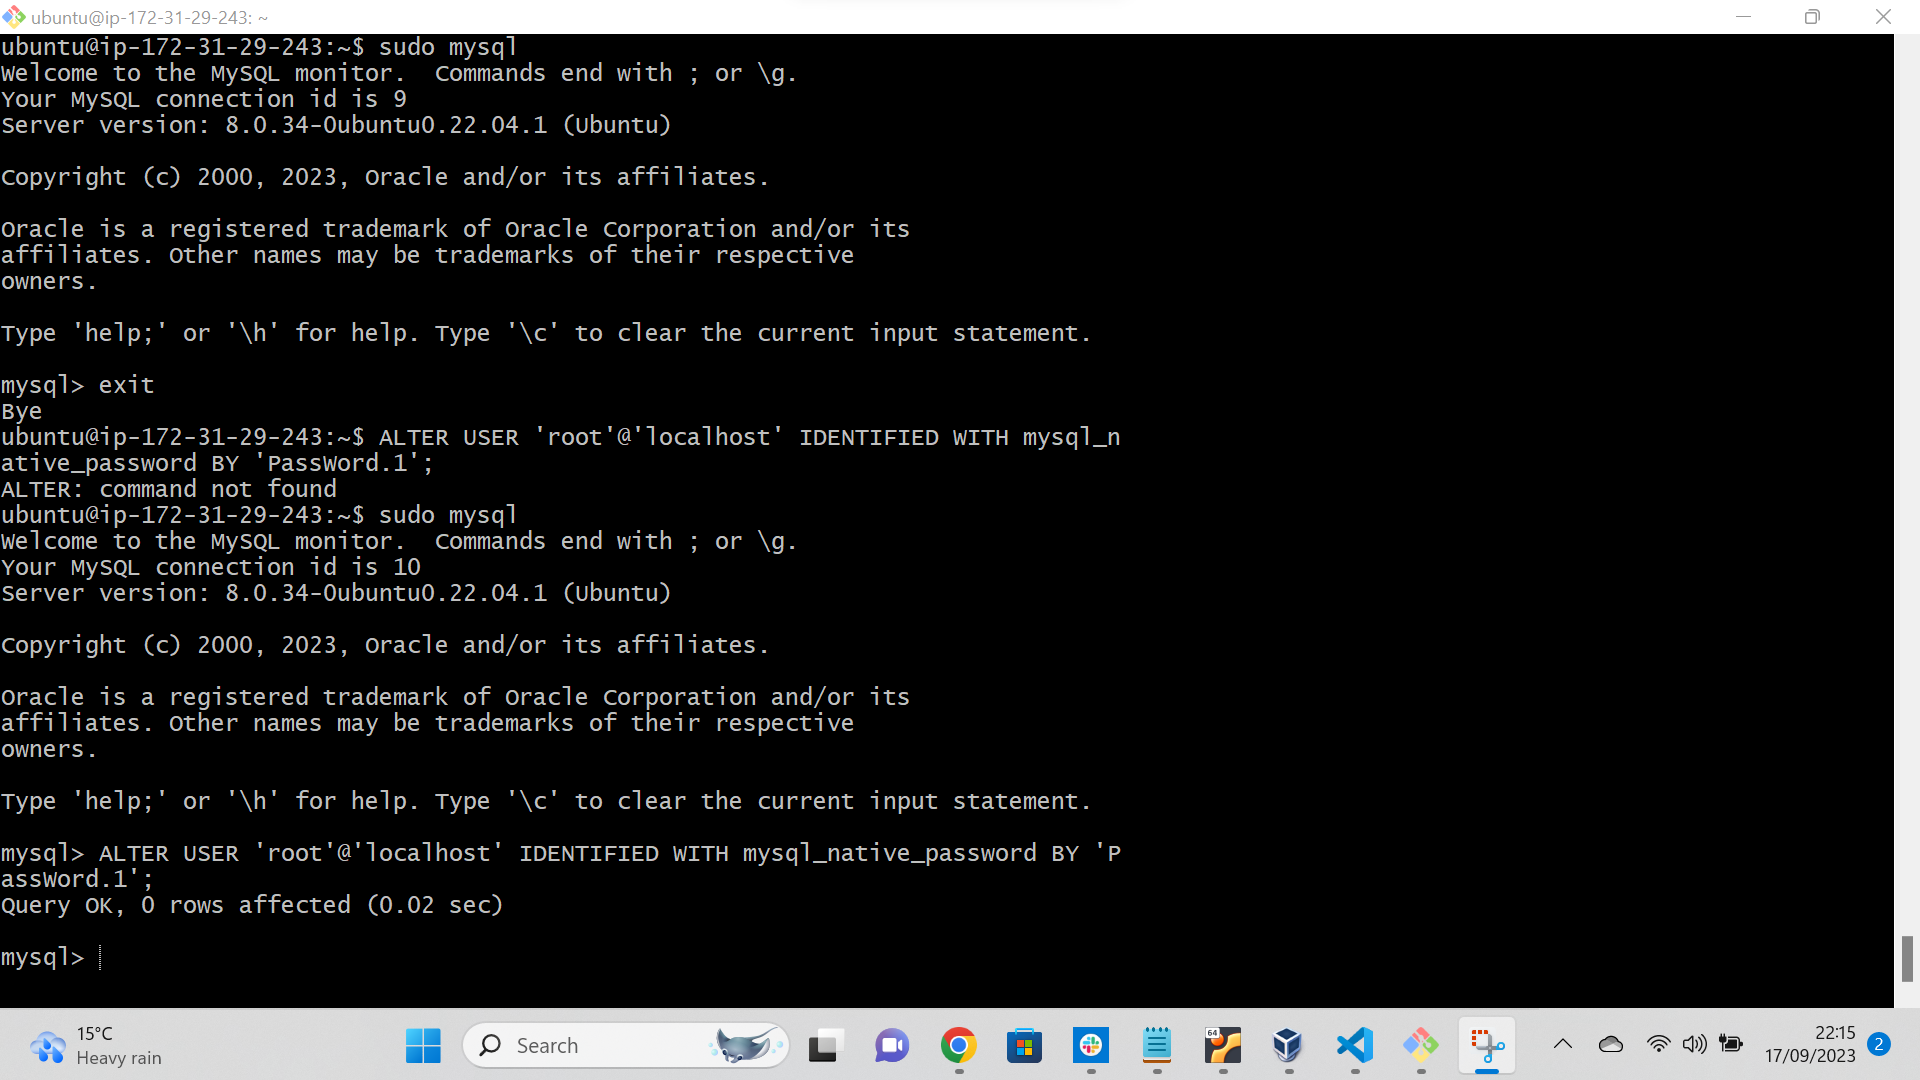 ubuntu@ip-172-31-29-243: ~
ubuntu@ip-172-31-29-243:~$ sudo mysql
Welcome to the MySQL monitor.  Commands end with ; or \g.
Your MySQL connection id is 9
Server version: 8.0.34-0ubuntu0.22.04.1 (Ubuntu)
Copyright (c) 2000, 2023, Oracle and/or its affiliates.
Oracle is a registered trademark of Oracle Corporation and/or its
affiliates. Other names may be trademarks of their respective
owners.
Type 'help;' or '\h' for help. Type '\c' to clear the current input statement.
mysql> exit
Bye
ubuntu@ip-172-31-29-243:~$ ALTER USER 'root'@'localhost' IDENTIFIED WITH mysql_n
ative_password BY 'PassWord.1';
ALTER: command not found
ubuntu@ip-172-31-29-243:~$ sudo mysql
Welcome to the MySQL monitor.  Commands end with ; or \g.
Your MySQL connection id is 10
Server version: 8.0.34-0ubuntu0.22.04.1 (Ubuntu)
Copyright (c) 2000, 2023, Oracle and/or its affiliates.
Oracle is a registered trademark of Oracle Corporation and/or its
affiliates. Other names may be trademarks of their respective
owners.
Type 'help;' or '\h' for help. Type '\c' to clear the current input statement.
mysql> ALTER USER 'root'@'localhost' IDENTIFIED WITH mysql_native_password BY 'P
assWord.1';
Query OK, 0 rows affected (0.02 sec)
mysql>
15°C
Heavy rain
Search
64
22:15
17/09/2023
2